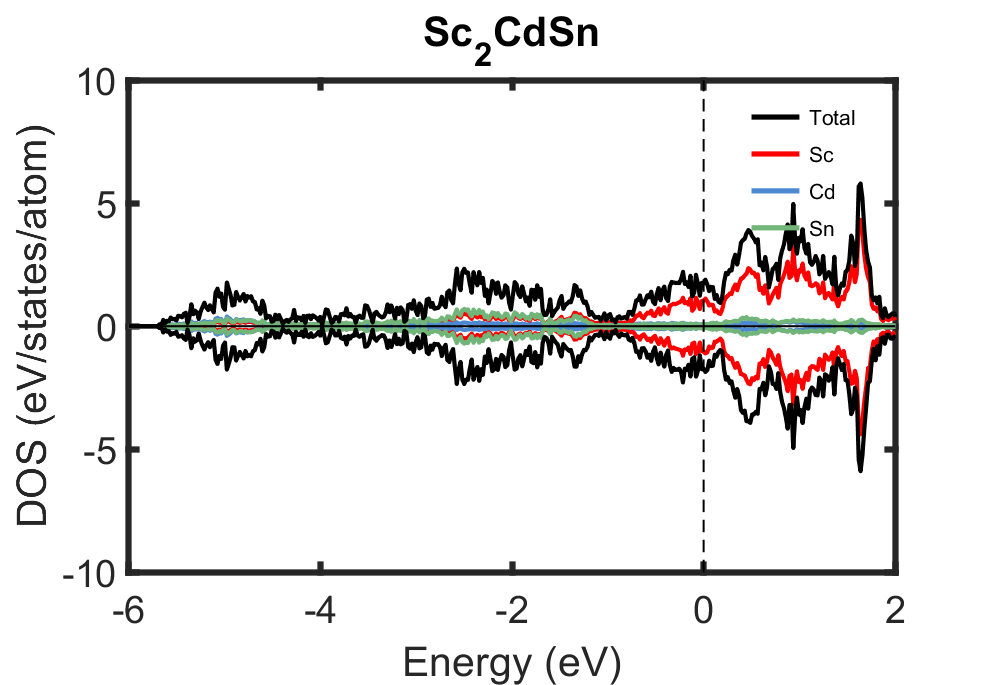 Sc₂CdSn
10
5
0
-5
-10
DOS (eV/states/atom)
Total
Sc
Cd
Sn
-6 -4 -2 0 2
Energy (eV)